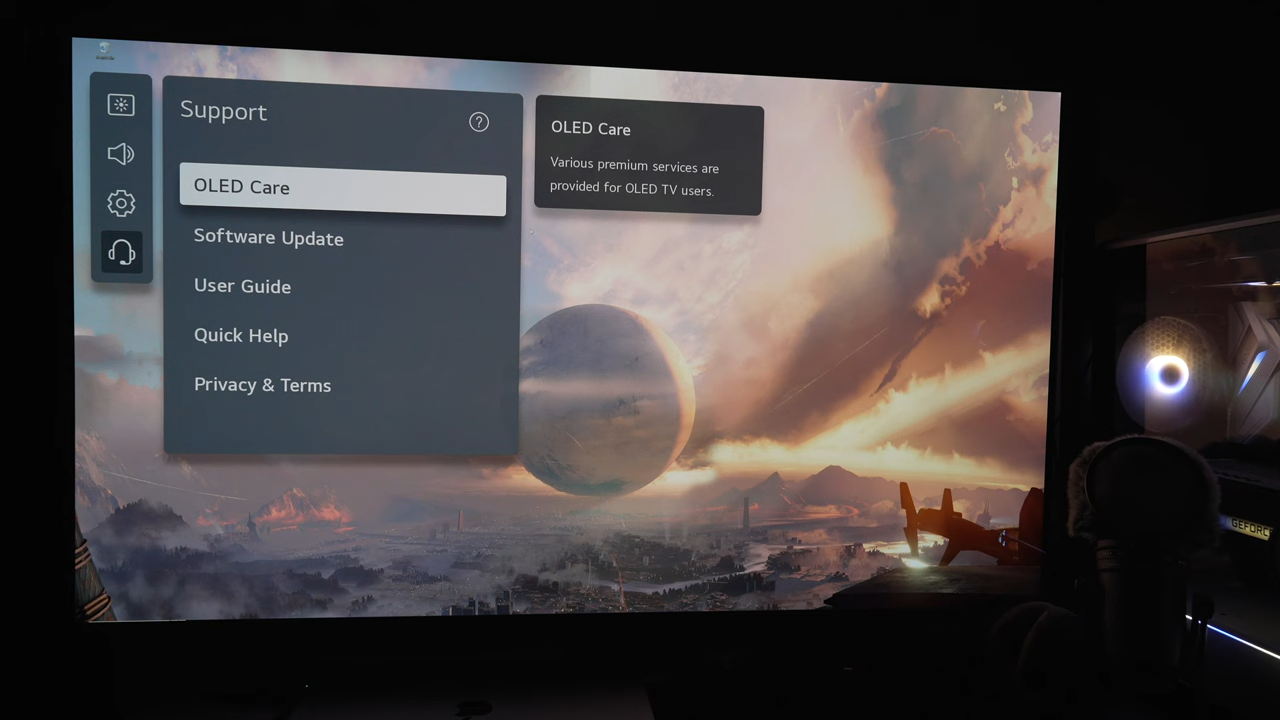 Support
OLED Care
Software Update
User Guide
Quick Help
Privacy & Terms
OLED Care
Various premium services are
provided for OLED TV users.
GEFORC